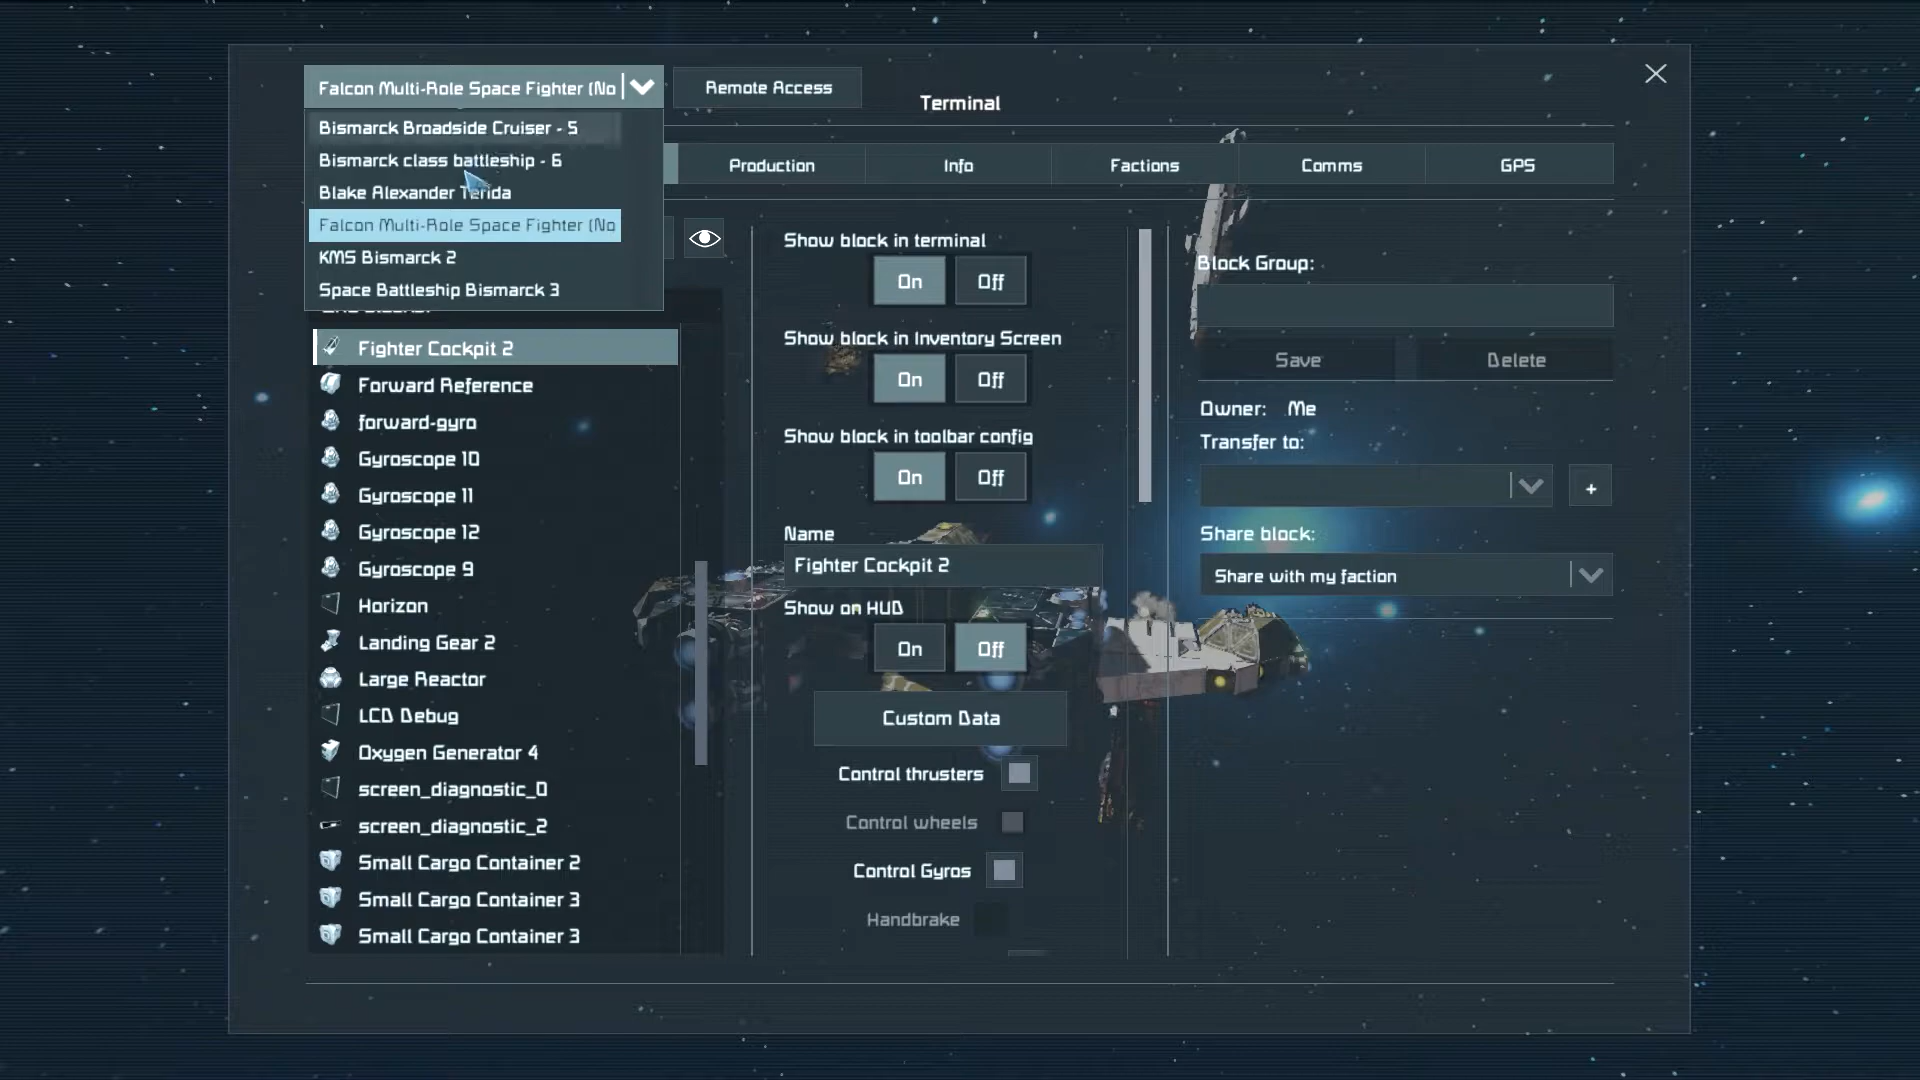 Falcon Multi-Role Space Fighter (No
Remote Access
Terminal
Bismarck Broadside Cruiser - 5
Bismarck class battleship - 6
Blake Alexander
Falcon Multi-Role Space Fighter (No
KMS Bismarck 2
Space Battleship Bismarck 3
Production
Info
Factions
Comms
GPS
Fighter Cockpit 2
Forward Reference
forward-gyro
Gyroscope 10
Gyroscope 11
Gyroscope 12
Gyroscope 9
Horizon
Landing Gear 2
Large Reactor
LCD Debug
Oxygen Generator 4
screen_diagnostic_0
screen_diagnostic_2
Small Cargo Container 2
Small Cargo Container 3
Small Cargo Container 3
Show block in terminal
On Off
Show block in Inventory Screen
On Off
Show block in toolbar config
On Off
Name
Fighter Cockpit 2
Show on HUD
On Off
Custom Data
Control thrusters
Control wheels
Control Gyros
Handbrake
Block Group:
Save Delete
Owner: Me
Transfer to:
+
Share block:
Share with my faction